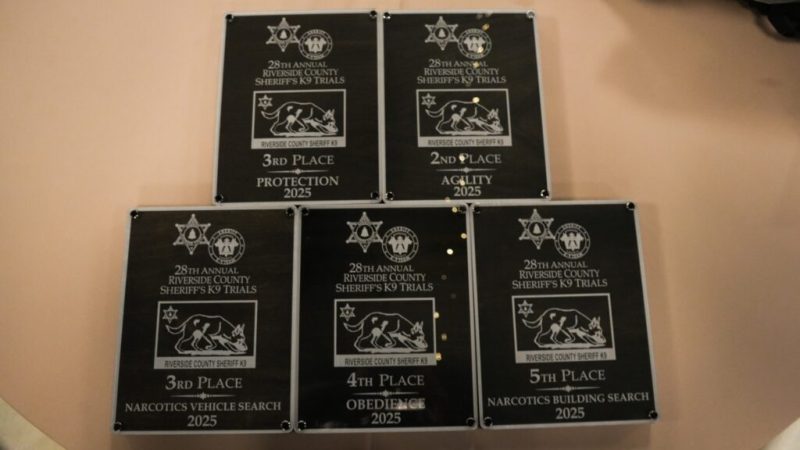 28TH ANNUAL
RIVERSIDE COUNTY
SHERIFF'S K9 TRIALS
RIVERSIDE COUNTY SHERIFF K9
3RD PLACE
PROTECTION
2025
28TH ANNUAL
RIVERSIDE COUNTY
SHERIFF'S K9 TRIALS
RIVERSIDE COUNTY SHERIFF K9
2ND PLACE
AGILITY
2025
28TH ANNUAL
RIVERSIDE COUNTY
SHERIFF'S K9 TRIALS
RIVERSIDE COUNTY SHERIFF K9
3RD PLACE
NARCOTICS VEHICLE SEARCH
2025
28TH ANNUAL
RIVERSIDE COUNTY
SHERIFF'S K9 TRIALS
RIVERSIDE COUNTY SHERIFF K9
4TH PLACE
OBEDIENCE
2025
28TH ANNUAL
RIVERSIDE COUNTY
SHERIFF'S K9 TRIALS
RIVERSIDE COUNTY SHERIFF K9
5TH PLACE
NARCOTICS BUILDING SEARCH
2025